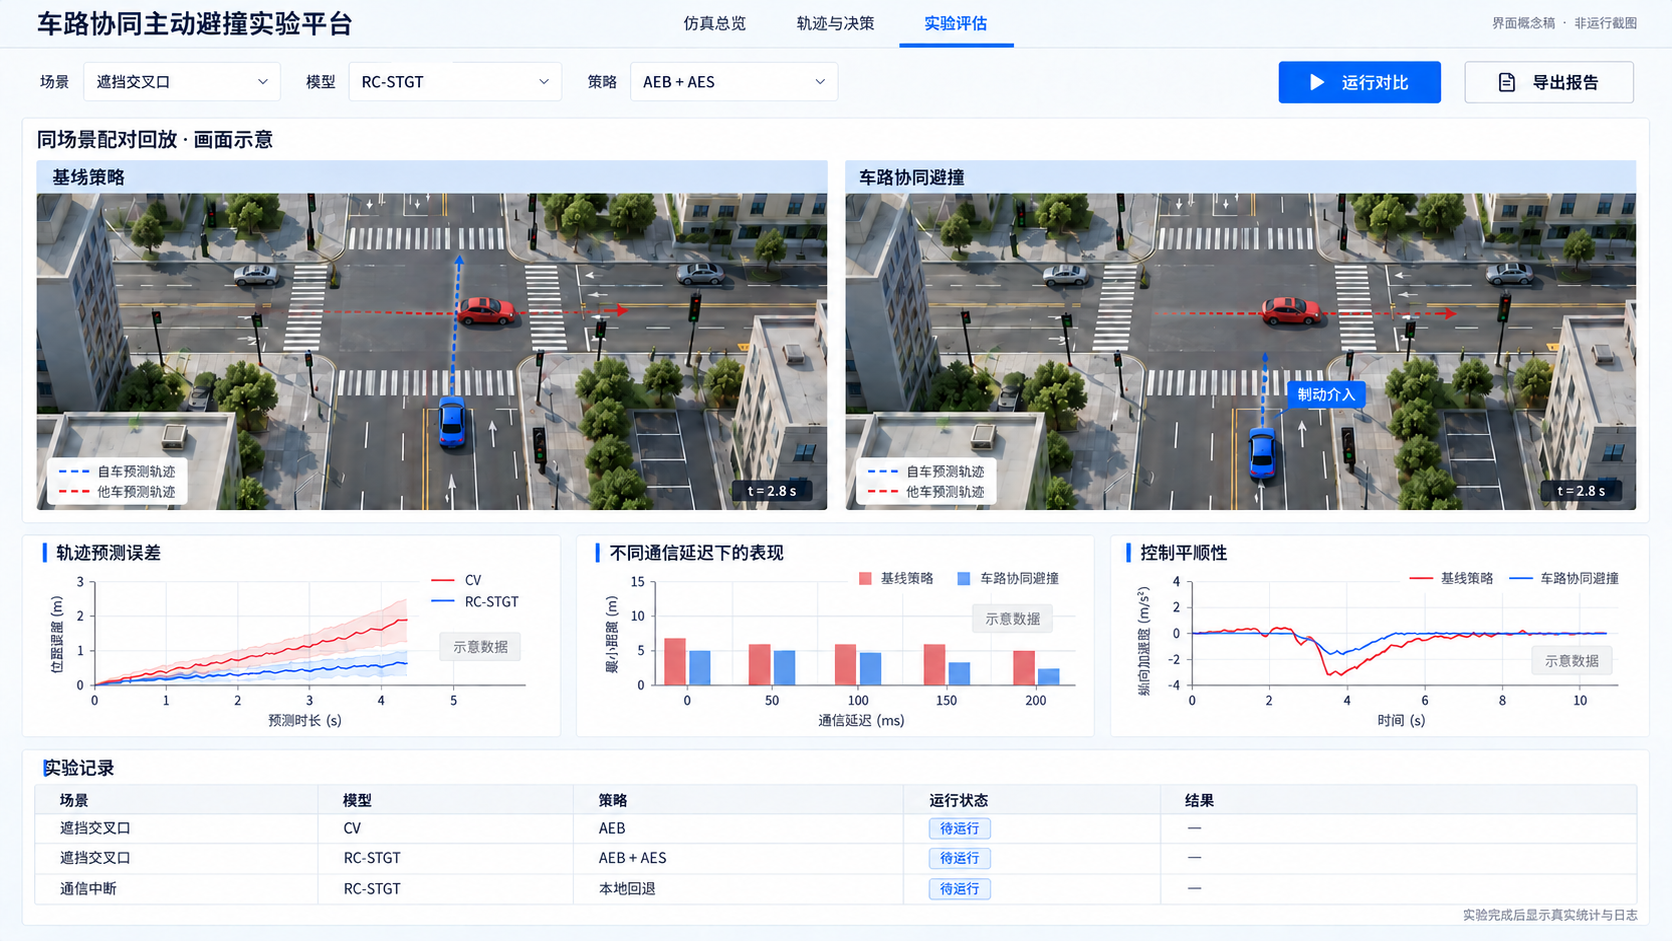 车路协同主动避撞实验平台
仿真总览
轨迹与决策
实验评估
界面概念稿 · 非运行截图
场景
遮挡交叉口
模型
RC-STGT
策略
AEB + AES
运行对比
导出报告
同场景配对回放 · 画面示意
基线策略
自车预测轨迹
他车预测轨迹
t = 2.8 s
车路协同避撞
制动介入
自车预测轨迹
他车预测轨迹
t = 2.8 s
轨迹预测误差
CV
RC-STGT
示意数据
3
2
1
0
0 1 2 3 4 5
预测时长 (s)
不同通信延迟下的表现
基线策略
车路协同避撞
示意数据
最小距离 (m)
15
10
5
0
0 50 100 150 200
通信延迟 (ms)
控制平顺性
基线策略
车路协同避撞
示意数据
4
2
0
-2
-4
0 2 4 6 8 10
时间 (s)
实验记录
场景 模型 策略 运行状态 结果
遮挡交叉口 CV AEB 待运行 —
遮挡交叉口 RC-STGT AEB + AES 待运行 —
通信中断 RC-STGT 本地回退 待运行 —
实验完成后显示真实统计与日志